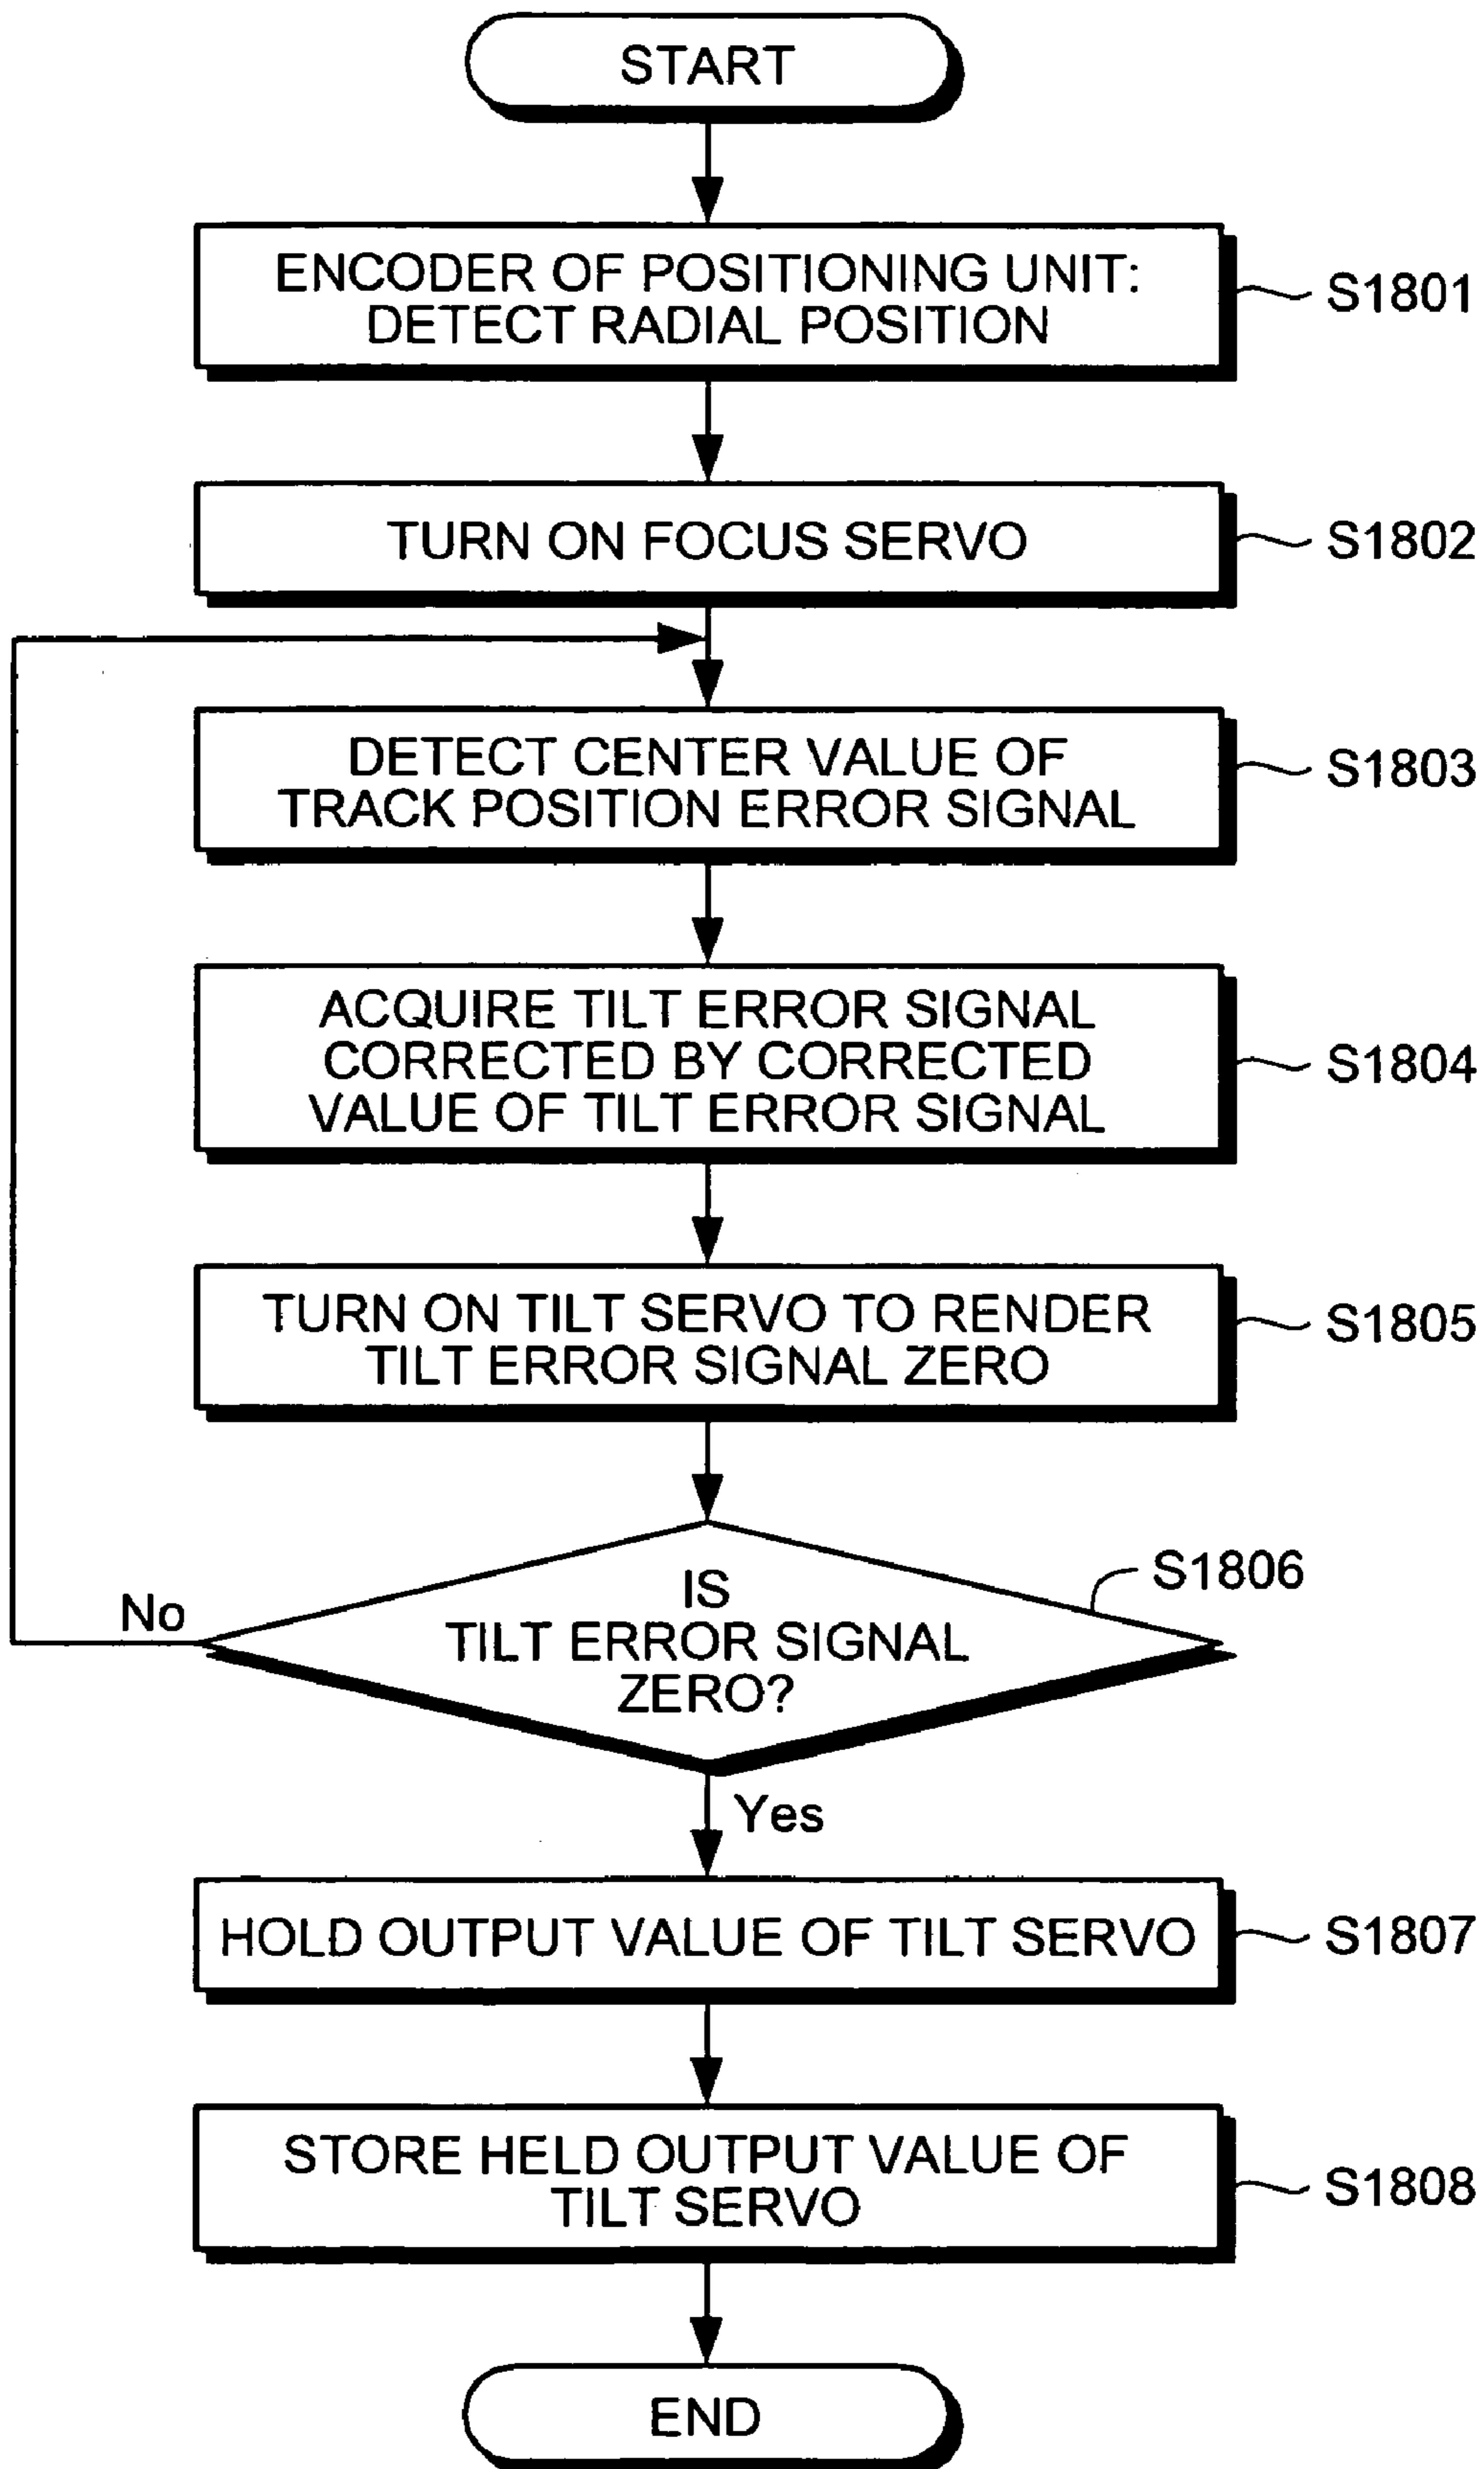 START
ENCODER OF POSITIONING UNIT:
DETECT RADIAL POSITION
S1801
TURN ON FOCUS SERVO
S1802
DETECT CENTER VALUE OF
TRACK POSITION ERROR SIGNAL
S1803
ACQUIRE TILT ERROR SIGNAL
CORRECTED BY CORRECTED
VALUE OF TILT ERROR SIGNAL
S1804
TURN ON TILT SERVO TO RENDER
TILT ERROR SIGNAL ZERO
S1805
IS
TILT ERROR SIGNAL
ZERO?
S1806
No
Yes
HOLD OUTPUT VALUE OF TILT SERVO
S1807
STORE HELD OUTPUT VALUE OF
TILT SERVO
S1808
END